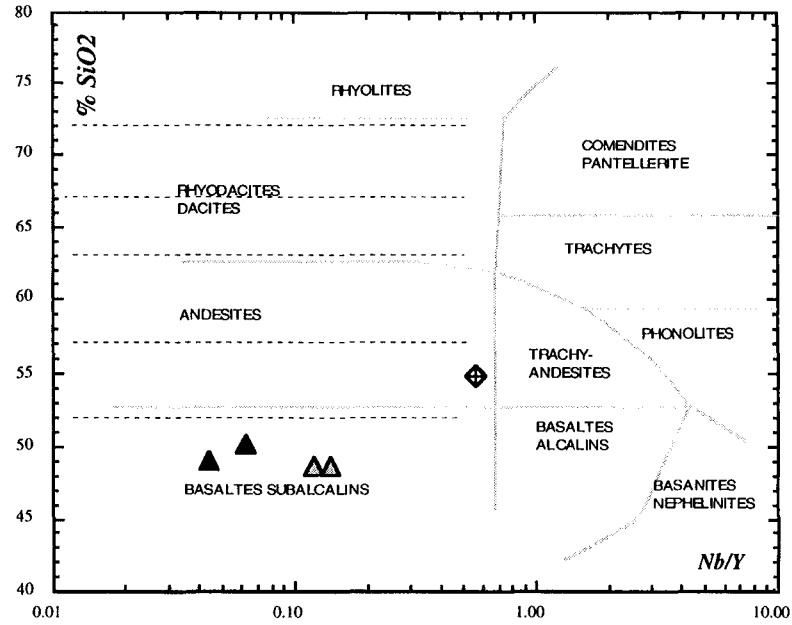 80
75
70
65
60
55
50
45
40
% SiO2
RHYOLITES
COMENDITES
PANTELLERITE
RHYODACITES
DACITES
TRACHYTES
ANDESITES
PHONOLITES
TRACHY-
ANDESITES
BASALTES
ALCALINS
BASALTES SUBALCALINS
BASANITES
NEPHELINITES
Nb/Y
0.01
0.10
1.00
10.00